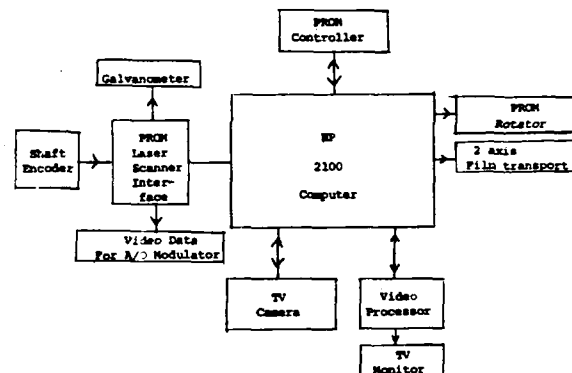 PROM
Controller
Galvanometer
PROM
Rotator
Shaft
Encoder
PROM
Laser
Scanner
Inter-
face
HP
2100
Computer
2 axis
Film transport
Video Data
For A/O Modulator
TV
Camera
Video
Processor
TV
Monitor